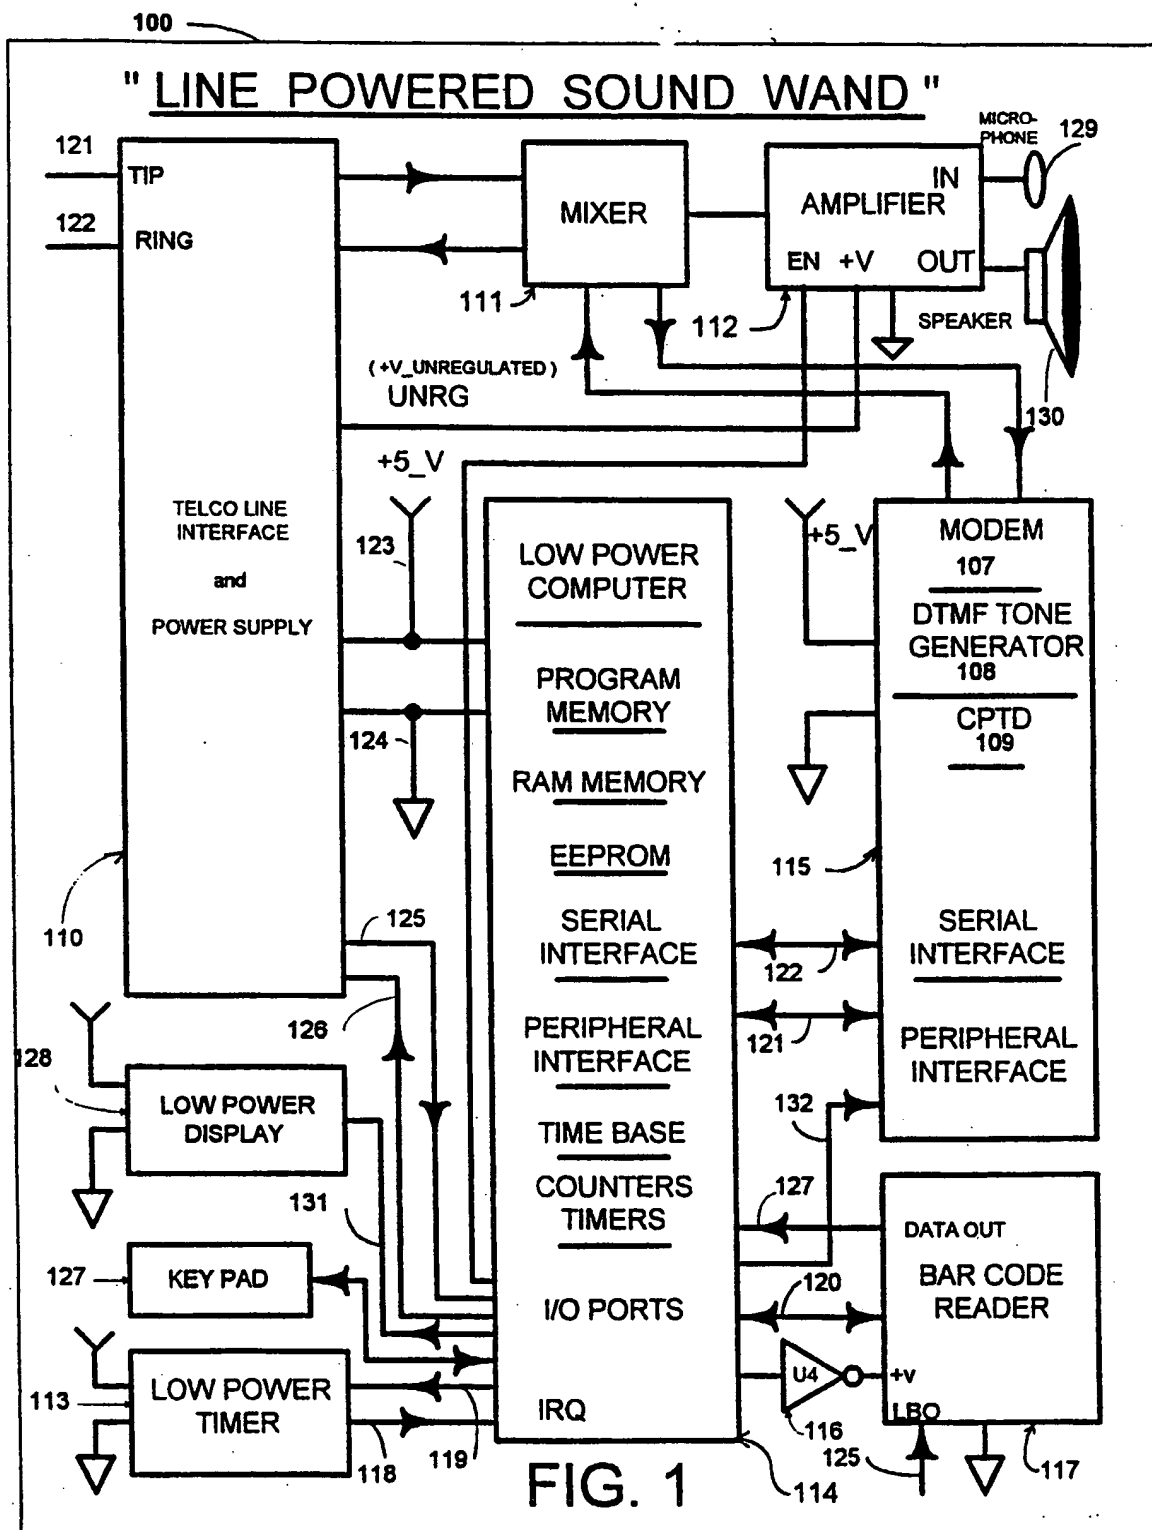 100
" LINE POWERED SOUND WAND "
121
TIP
122
RING
TELCO LINE
INTERFACE
and
POWER SUPPLY
110
MIXER
111
AMPLIFIER
IN
EN +V
OUT
112
MICRO-
PHONE
129
SPEAKER
130
( +V_UNREGULATED )
UNRG
+5_V
123
124
125
126
LOW POWER
COMPUTER
PROGRAM
MEMORY
RAM MEMORY
EEPROM
SERIAL
INTERFACE
PERIPHERAL
INTERFACE
TIME BASE
COUNTERS
TIMERS
I/O PORTS
IRQ
114
+5_V
MODEM
107
DTMF TONE
GENERATOR
108
CPTD
109
115
SERIAL
INTERFACE
PERIPHERAL
INTERFACE
122
121
132
128
LOW POWER
DISPLAY
131
127
KEY PAD
113
LOW POWER
TIMER
118
119
127
DATA OUT
BAR CODE
READER
120
U4
116
+v
LBO
125
117
FIG. 1